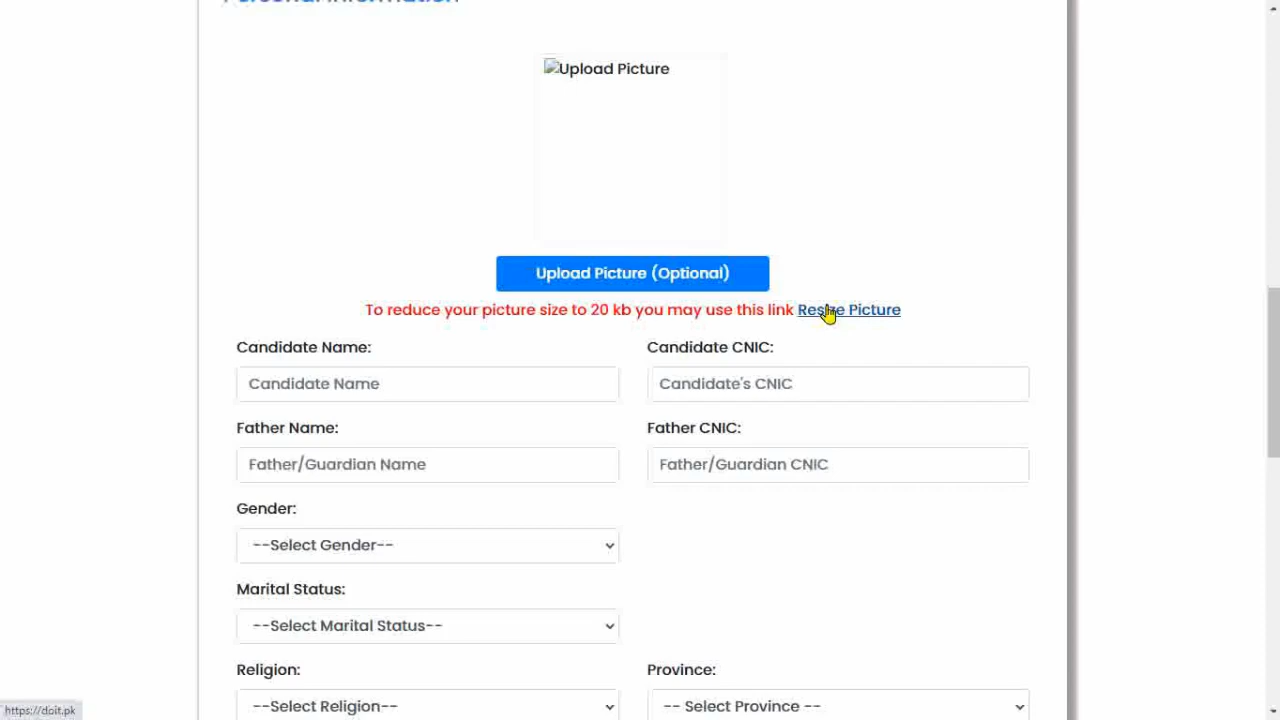 Personal Information
Upload Picture
Upload Picture (Optional)
To reduce your picture size to 20 kb you may use this link Resize Picture
Candidate Name:
Candidate CNIC:
Candidate Name
Candidate's CNIC
Father Name:
Father CNIC:
Father/Guardian Name
Father/Guardian CNIC
Gender:
--Select Gender--
Marital Status:
--Select Marital Status--
Religion:
Province:
--Select Religion--
-- Select Province --
https://doit.pk